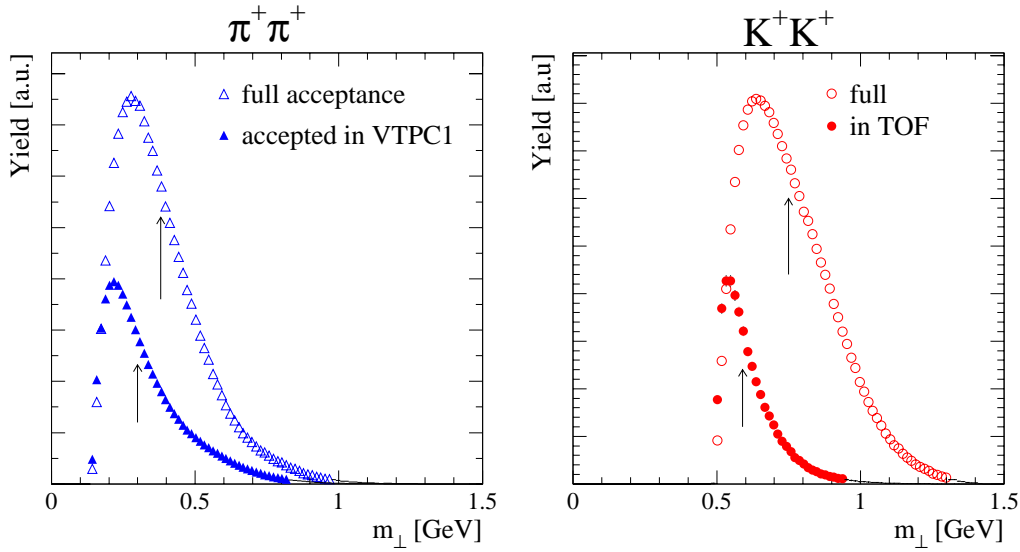 π⁺π⁺
Yield [a.u.]
full acceptance
accepted in VTPC1
0 0.5 1 1.5
m⊥ [GeV]
K⁺K⁺
Yield [a.u]
full
in TOF
0 0.5 1 1.5
m⊥ [GeV]